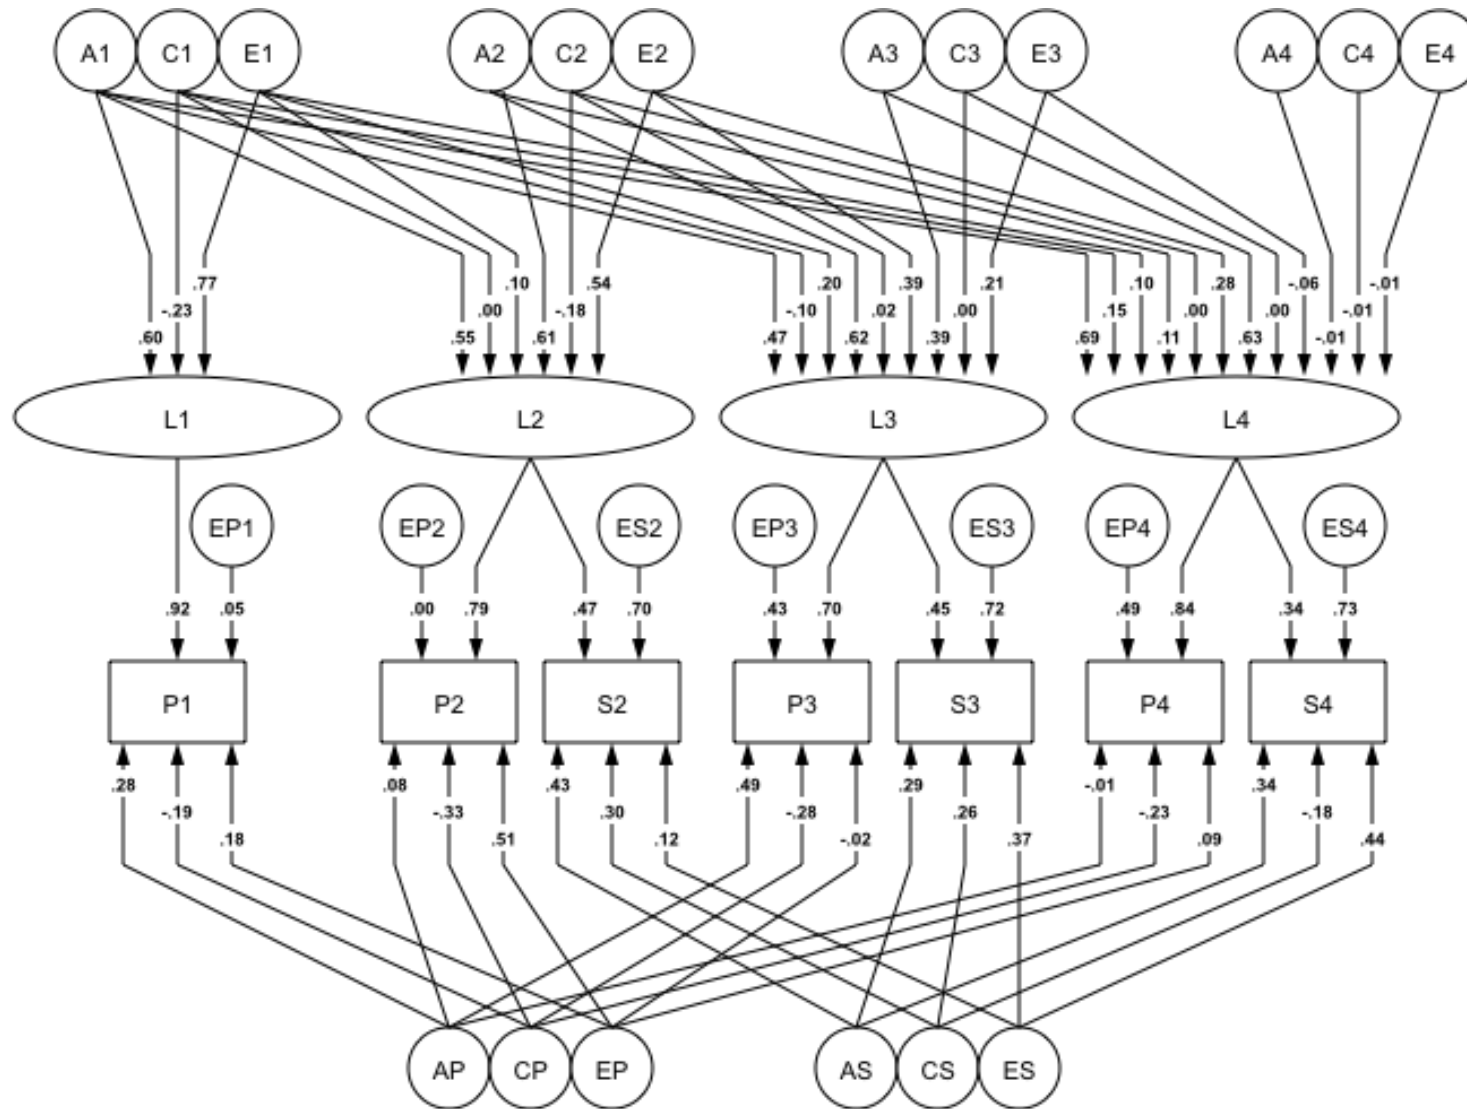 A1 C1 E1 A2 C2 E2 A3 C3 E3 A4 C4 E4
.77 .10 .54 .20 .39 .21 .10 .28 -.06 -.01
-.23 .00 -.18 -.10 .02 .00 .15 .00 .00 -.01
.60 .55 .61 .47 .62 .39 .69 .11 .63 -.01
L1 L2 L3 L4
EP1 EP2 ES2 EP3 ES3 EP4 ES4
.92 .05 .00 .79 .47 .70 .43 .70 .45 .72 .49 .84 .34 .73
P1 P2 S2 P3 S3 P4 S4
.28 .08 .43 .49 .29 -.01 .34
-.19 -.33 .30 -.28 .26 -.23 -.18
.18 .51 .12 -.02 .37 .09 .44
AP CP EP AS CS ES